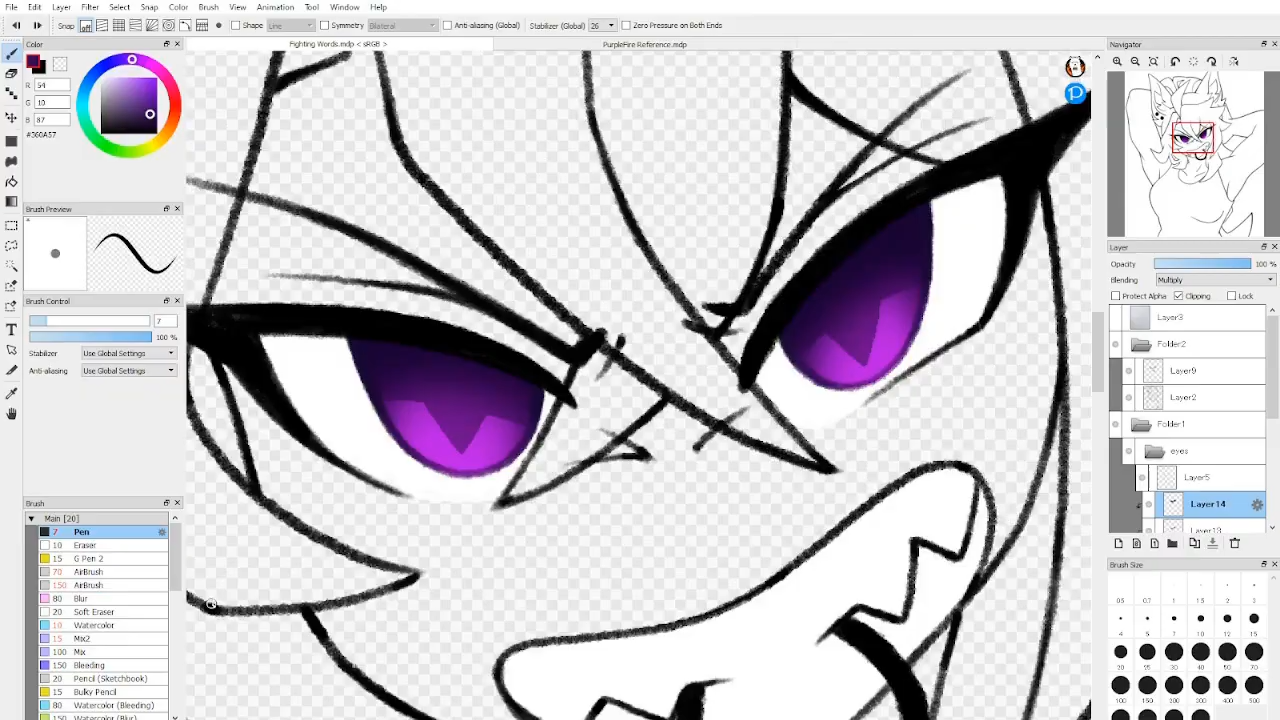 File Edit Layer Filter Select Snap Color Brush View Animation Tool Window Help
Snap off Shape Line Symmetry Bilateral Anti-aliasing (Global) Stabilizer (Global) 26 Zero Pressure on Both Ends
Fighting Words.mdp < sRGB >
PurpleFire Reference.mdp
Color
R 54
G 10
B 87
#360A57
Brush Preview
Brush Control
7
100 %
Stabilizer Use Global Settings
Anti-aliasing Use Global Settings
Brush
Main [20]
7 Pen
10 Eraser
15 G Pen 2
70 AirBrush
150 AirBrush
80 Blur
20 Soft Eraser
10 Watercolor
15 Mix2
100 Mix
150 Bleeding
20 Pencil (Sketchbook)
15 Bulky Pencil
80 Watercolor (Bleeding)
150 Watercolor (Blur)
Navigator
Layer
Opacity 100 %
Blending Multiply
Protect Alpha Clipping Lock
Layer3
Folder2
Layer9
Layer2
Folder1
eyes
Layer5
Layer14
Layer13
Brush Size
0.5 0.7 1 1.5 2 3
4 5 7 10 12 15
20 25 30 40 50 70
100 150 200 300 400 500